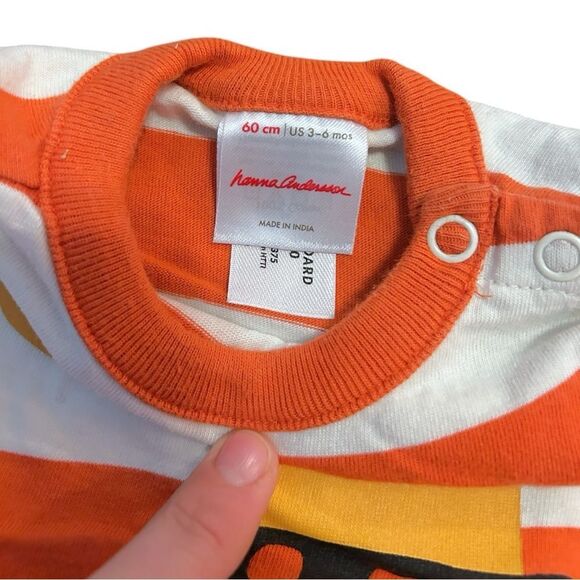 60 cm | US 3-6 mos
hanna andersson
MADE IN INDIA